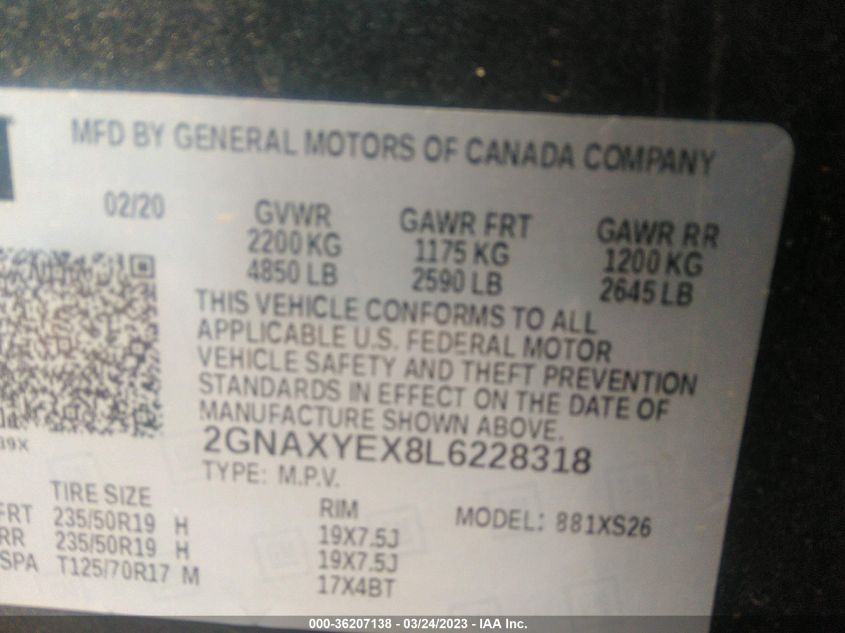 MFD BY GENERAL MOTORS OF CANADA COMPANY
02/20 GVWR GAWR FRT GAWR RR
2200 KG 1175 KG 1200 KG
4850 LB 2590 LB 2645 LB
THIS VEHICLE CONFORMS TO ALL
APPLICABLE U.S. FEDERAL MOTOR
VEHICLE SAFETY AND THEFT PREVENTION
STANDARDS IN EFFECT ON THE DATE OF
MANUFACTURE SHOWN ABOVE.
2GNAXYEX8L6228318
TYPE: M.P.V.
TIRE SIZE RIM MODEL: 881XS26
FRT 235/50R19 H 19X7.5J
RR 235/50R19 H 19X7.5J
SPA T125/70R17 M 17X4BT
000-36207138 - 03/24/2023 - IAA Inc.